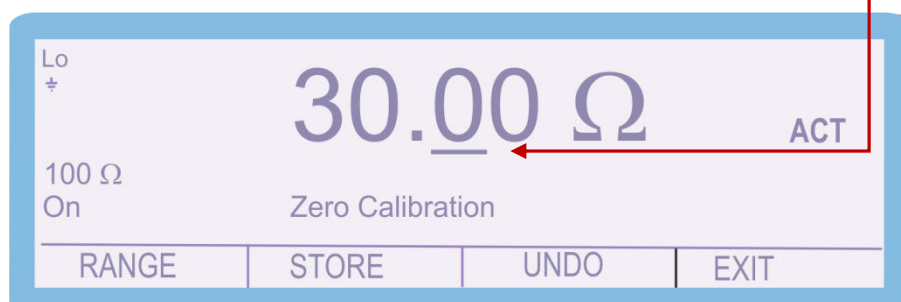 Lo
30.00 Ω
ACT
100 Ω
On
Zero Calibration
RANGE STORE UNDO EXIT